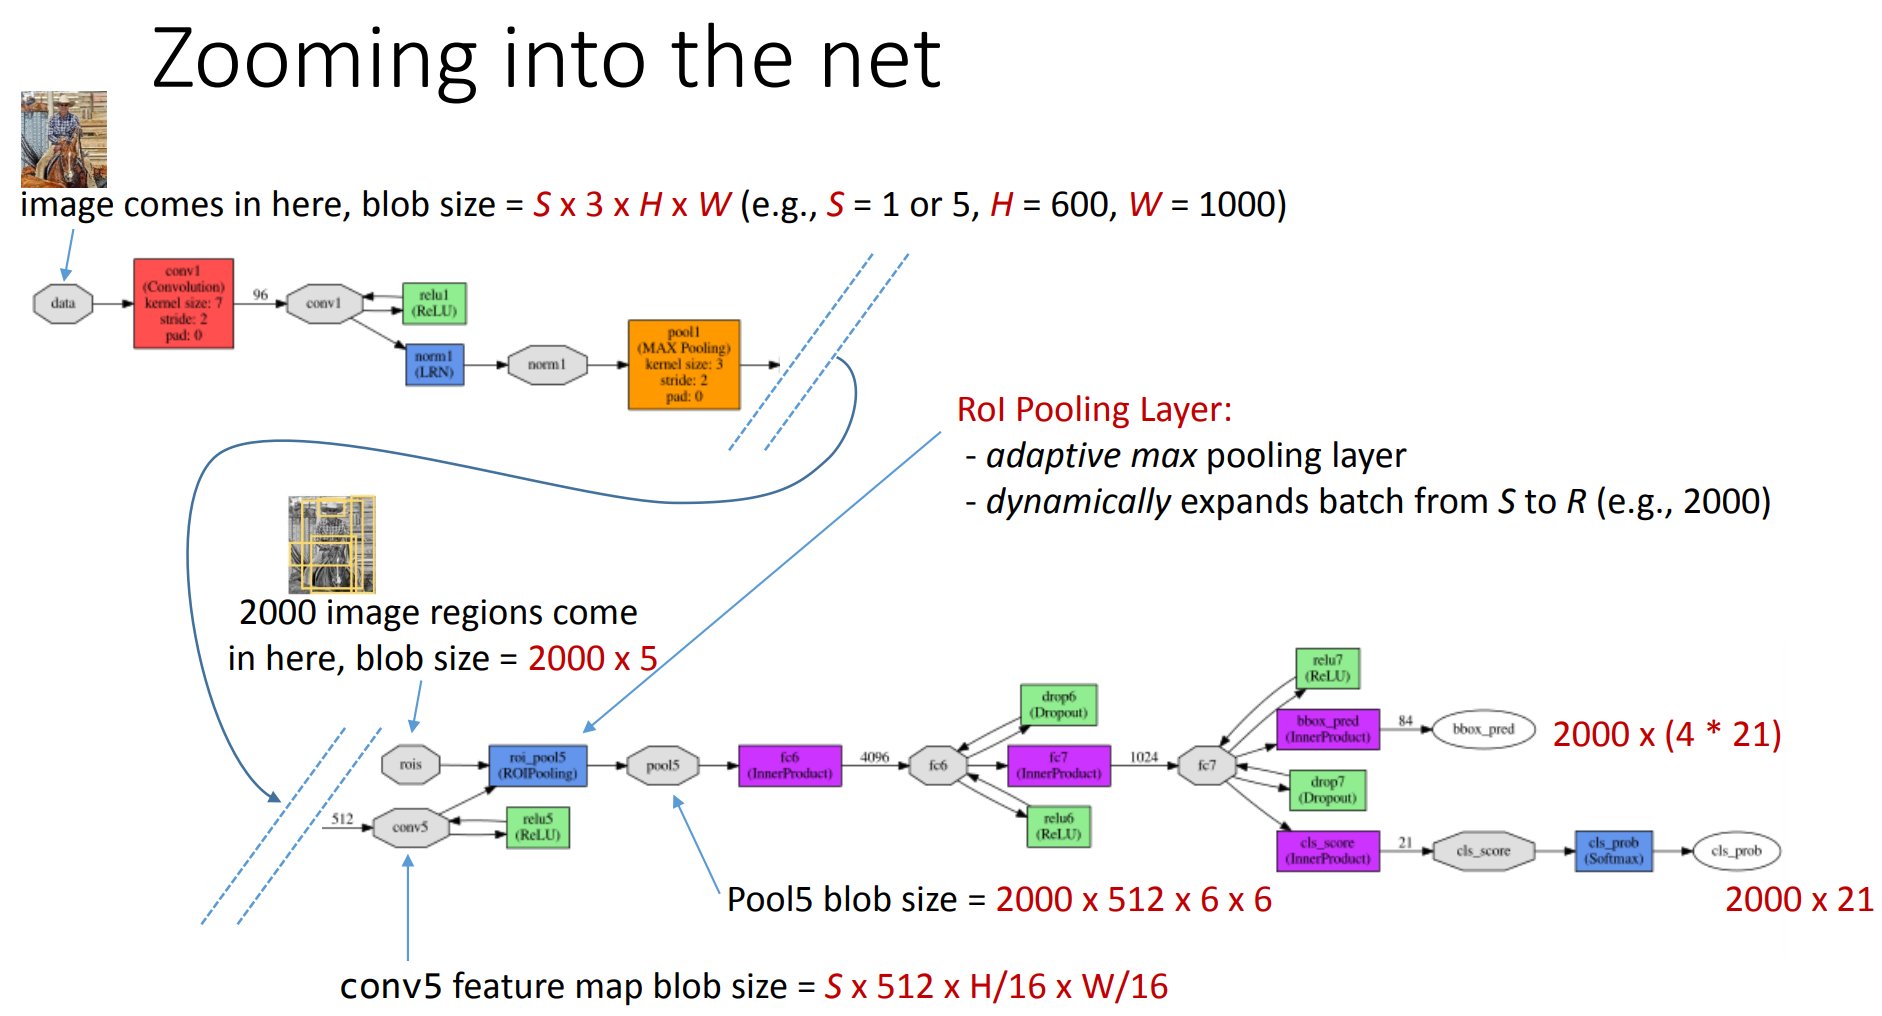 Zooming into the net
image comes in here, blob size = S x 3 x H x W (e.g., S = 1 or 5, H = 600, W = 1000)
data
conv1
(Convolution)
kernel size: 7
stride: 2
pad: 0
96
conv1
relu1
(ReLU)
norm1
(LRN)
norm1
pool1
(MAX Pooling)
kernel size: 3
stride: 2
pad: 0
RoI Pooling Layer:
- adaptive max pooling layer
- dynamically expands batch from S to R (e.g., 2000)
2000 image regions come
in here, blob size = 2000 x 5
rois
roi_pool5
(ROIPooling)
pool5
fc6
(InnerProduct)
4096
fc6
drop6
(Dropout)
fc7
(InnerProduct)
relu6
(ReLU)
1024
fc7
relu7
(ReLU)
bbox_pred
(InnerProduct)
84
bbox_pred
2000 x (4 * 21)
drop7
(Dropout)
cls_score
(InnerProduct)
21
cls_score
cls_prob
(Softmax)
cls_prob
2000 x 21
512
conv5
relu5
(ReLU)
Pool5 blob size = 2000 x 512 x 6 x 6
conv5 feature map blob size = S x 512 x H/16 x W/16